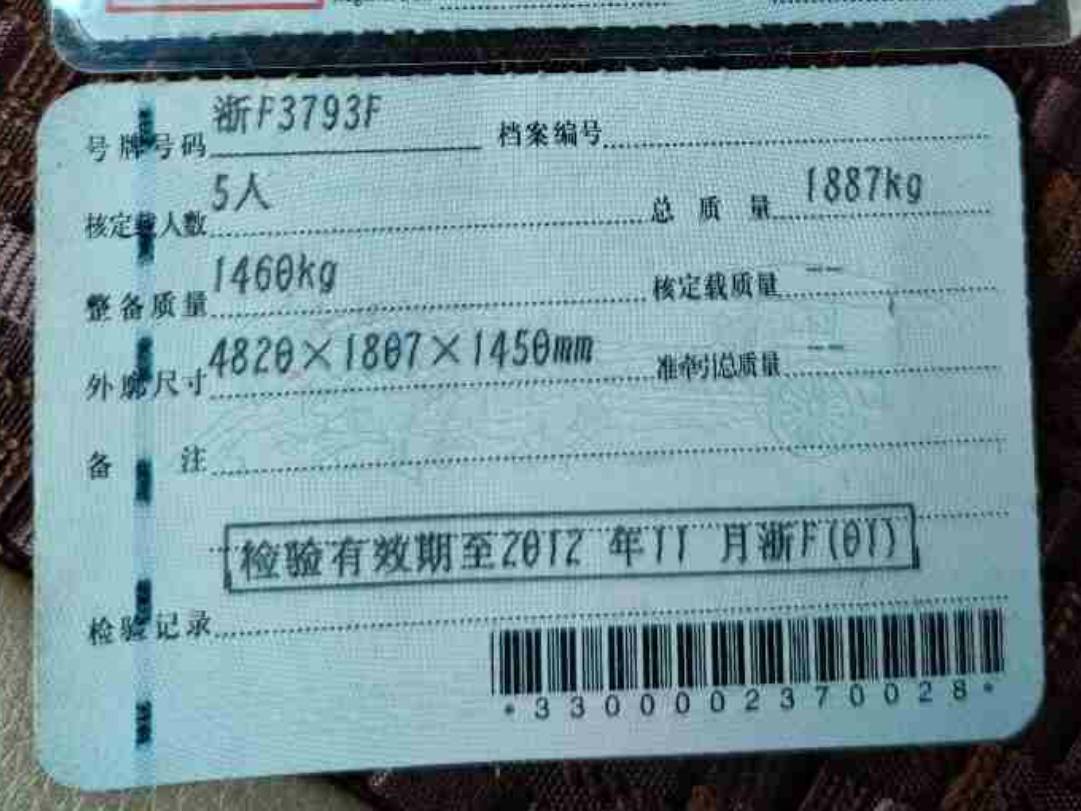 号牌号码 浙F3793F 档案编号
核定载人数 5人 总质量 1887kg
整备质量 1460kg 核定载质量 --
外廓尺寸 4820×1807×1450mm 准牵引总质量 --
备注
检验有效期至2012 年11 月浙F(01)
检验记录
*3300002370028*